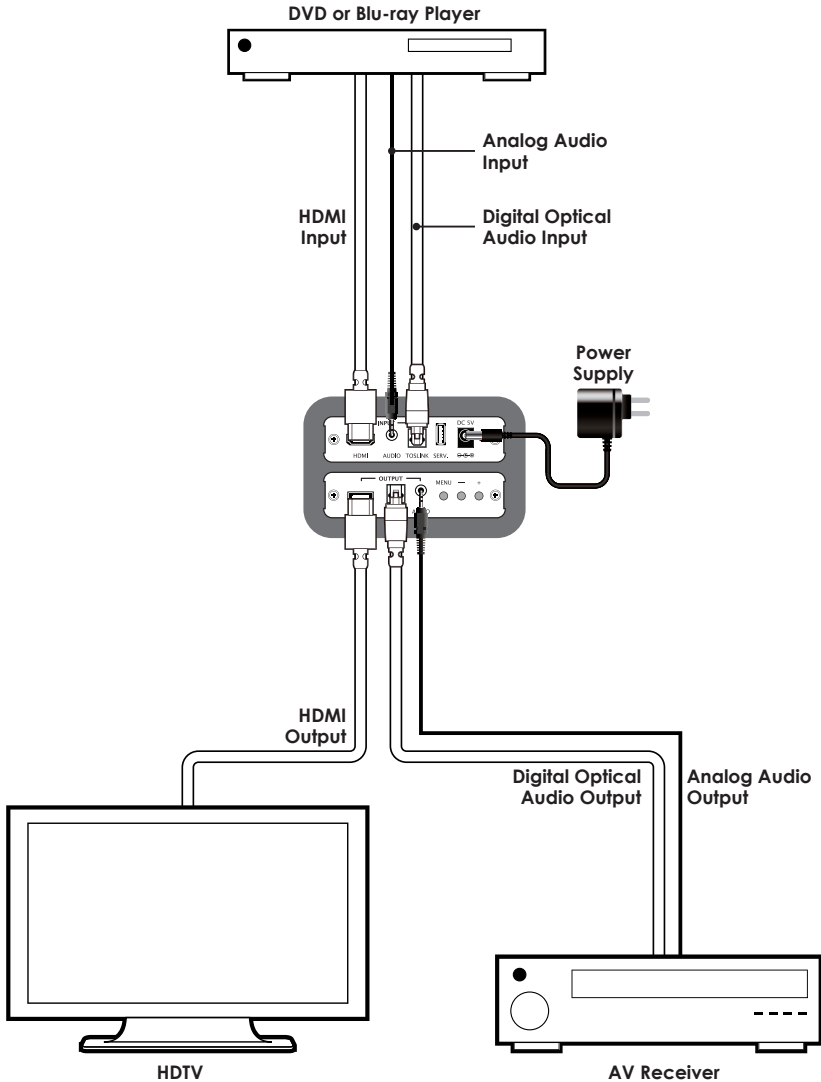 DVD or Blu-ray Player
Analog Audio
Input
HDMI
Input
Digital Optical
Audio Input
Power
Supply
INPUT
DC 5V
HDMI
AUDIO
TOSLINK
SERV.
OUTPUT
MENU
—
+
HDMI
Output
Digital Optical
Audio Output
Analog Audio
Output
HDTV
AV Receiver